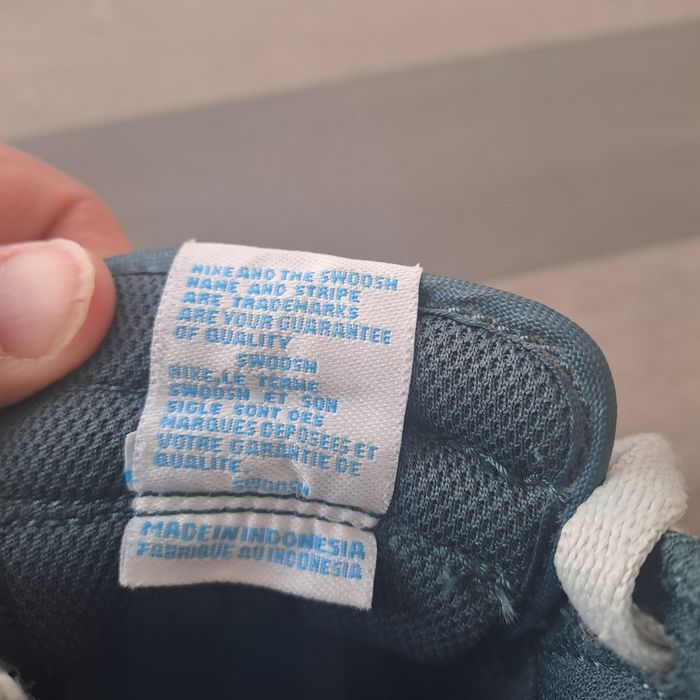 NIKE AND THE SWOOSH
NAME AND STRIPE
ARE TRADEMARKS
ARE YOUR GUARANTEE
OF QUALITY
SWOOSH
NIKE, LE TERME
SWOOSH ET SON
SIGLE SONT DES
MARQUES DEPOSEES ET
VOTRE GARANTIE DE
QUALITE
SWOOSH
MADE IN INDONESIA
FABRIQUE AU INDONESIA